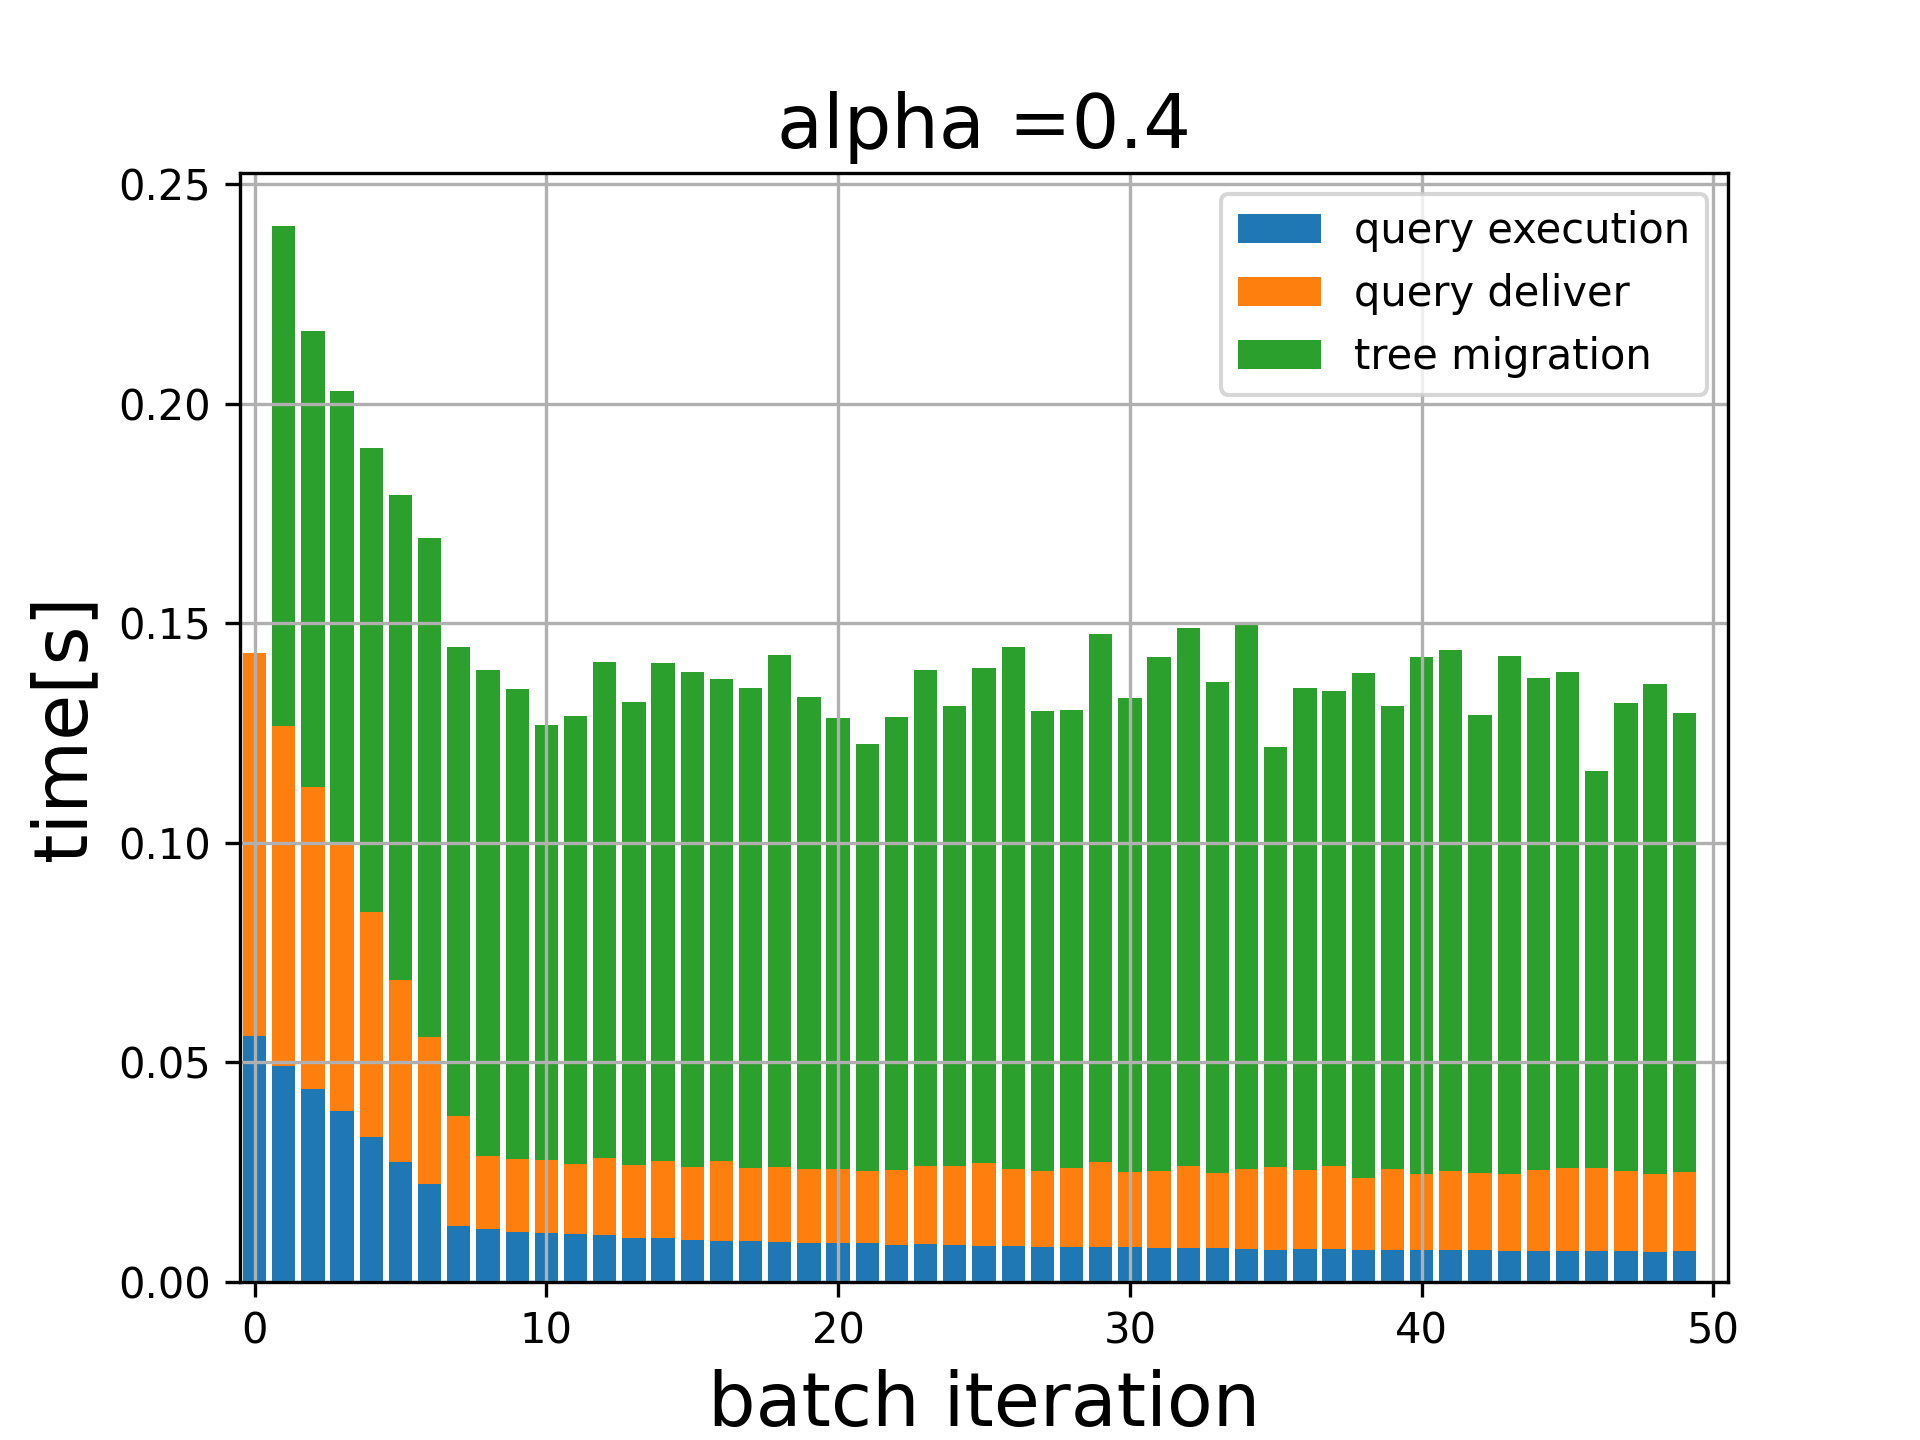 alpha =0.4
0.25
0.20
0.15
0.10
0.05
0.00
time[s]
query execution
query deliver
tree migration
0 10 20 30 40 50
batch iteration